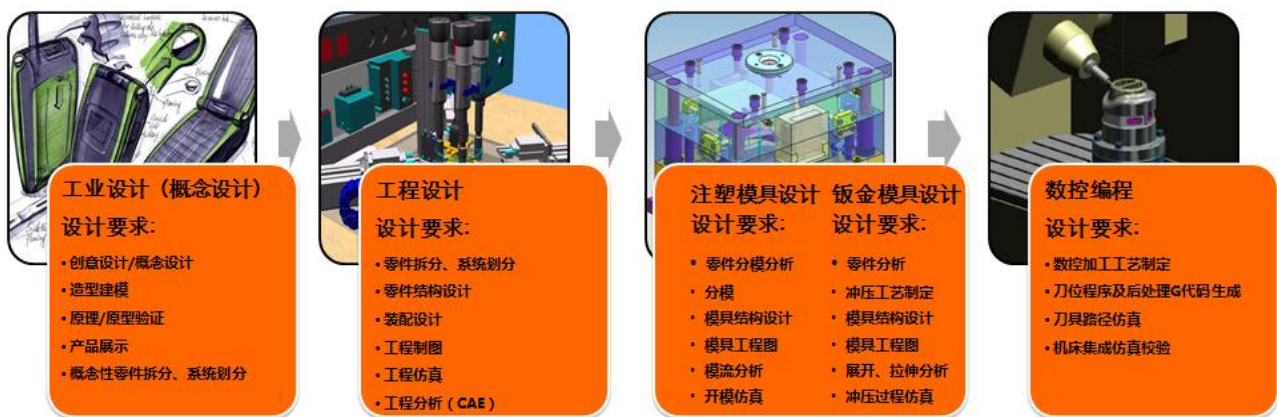 工业设计（概念设计）
设计要求:
• 创意设计/概念设计
• 造型建模
• 原理/原型验证
• 产品展示
• 概念性零件拆分、系统划分
工程设计
设计要求:
• 零件拆分、系统划分
• 零件结构设计
• 装配设计
• 工程制图
• 工程仿真
• 工程分析（CAE）
注塑模具设计
设计要求:
• 零件分模分析
• 分模
• 模具结构设计
• 模具工程图
• 模流分析
• 开模仿真
钣金模具设计
设计要求:
• 零件分析
• 冲压工艺制定
• 模具结构设计
• 模具工程图
• 展开、拉伸分析
• 冲压过程仿真
数控编程
设计要求:
• 数控加工工艺制定
• 刀位程序及后处理G代码生成
• 刀具路径仿真
• 机床集成仿真校验